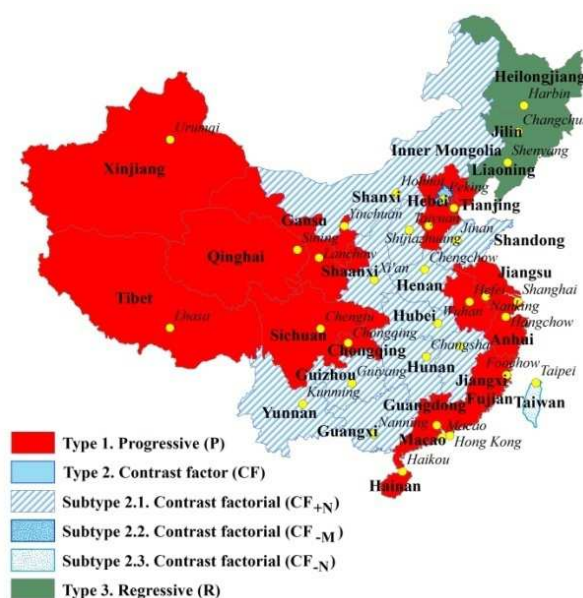 Heilongjiang
Harbin
Changchu
Jilin
Urumqi
Shenyang
Inner Mongolia
Liaoning
Xinjiang
Hohhot
Peking
Shanxi
Hebei
Tianjing
Gansu
Yinchuan
Taiyuan
Jinan
Sining
Shijiazhuang
Shandong
Qinghai
Lanchow
Chengchow
Shaanxi
Xi'an
Jiangsu
Henan
Tibet
Hefei
Shanghai
Lhasa
Chengtu
Hubei
Wuhan
Nanking
Hangchow
Sichuan
Chongqing
Changsha
Anhui
Chongqing
Hunan
Foochow
Guizhou
Guiyang
Jiangxi
Taipei
Kunming
Fujian
Yunnan
Guangdong
Taiwan
Nanning
Macao
Guangxi
Macao
Hong Kong
Haikou
Hainan
Type 1. Progressive (P)
Type 2. Contrast factor (CF)
Subtype 2.1. Contrast factorial (CF+N)
Subtype 2.2. Contrast factorial (CF-M)
Subtype 2.3. Contrast factorial (CF-N)
Type 3. Regressive (R)